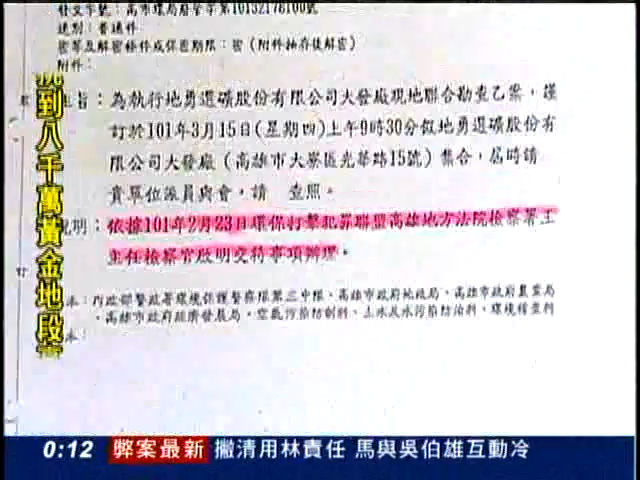 發文字號：高市環局廢管字第10132178100號
速別：普通件
密等及解密條件或保密期限：密（附件抽存後解密）
附件：
主旨：為執行地勇選礦股份有限公司大發廠現地聯合勘查乙案，謹
訂於101年3月15日(星期四)上午9時30分假地勇選礦股份有
限公司大發廠（高雄市大寮區光華路15號）集合，屆時請
貴單位派員與會，請　查照。
說明：依據101年2月23日環保打擊犯罪聯盟高雄地方法院檢察署王
主任檢察官啟明交待事項辦理。
本：內政部警政署環境保護警察隊第三中隊、高雄市政府地政局、高雄市政府農業局
、高雄市政府經濟發展局、空氣污染防制科、土水及水污染防治科、環境稽查科
本：
到八千萬黃金地段
0:12 弊案最新 撇清用林責任 馬與吳伯雄互動冷